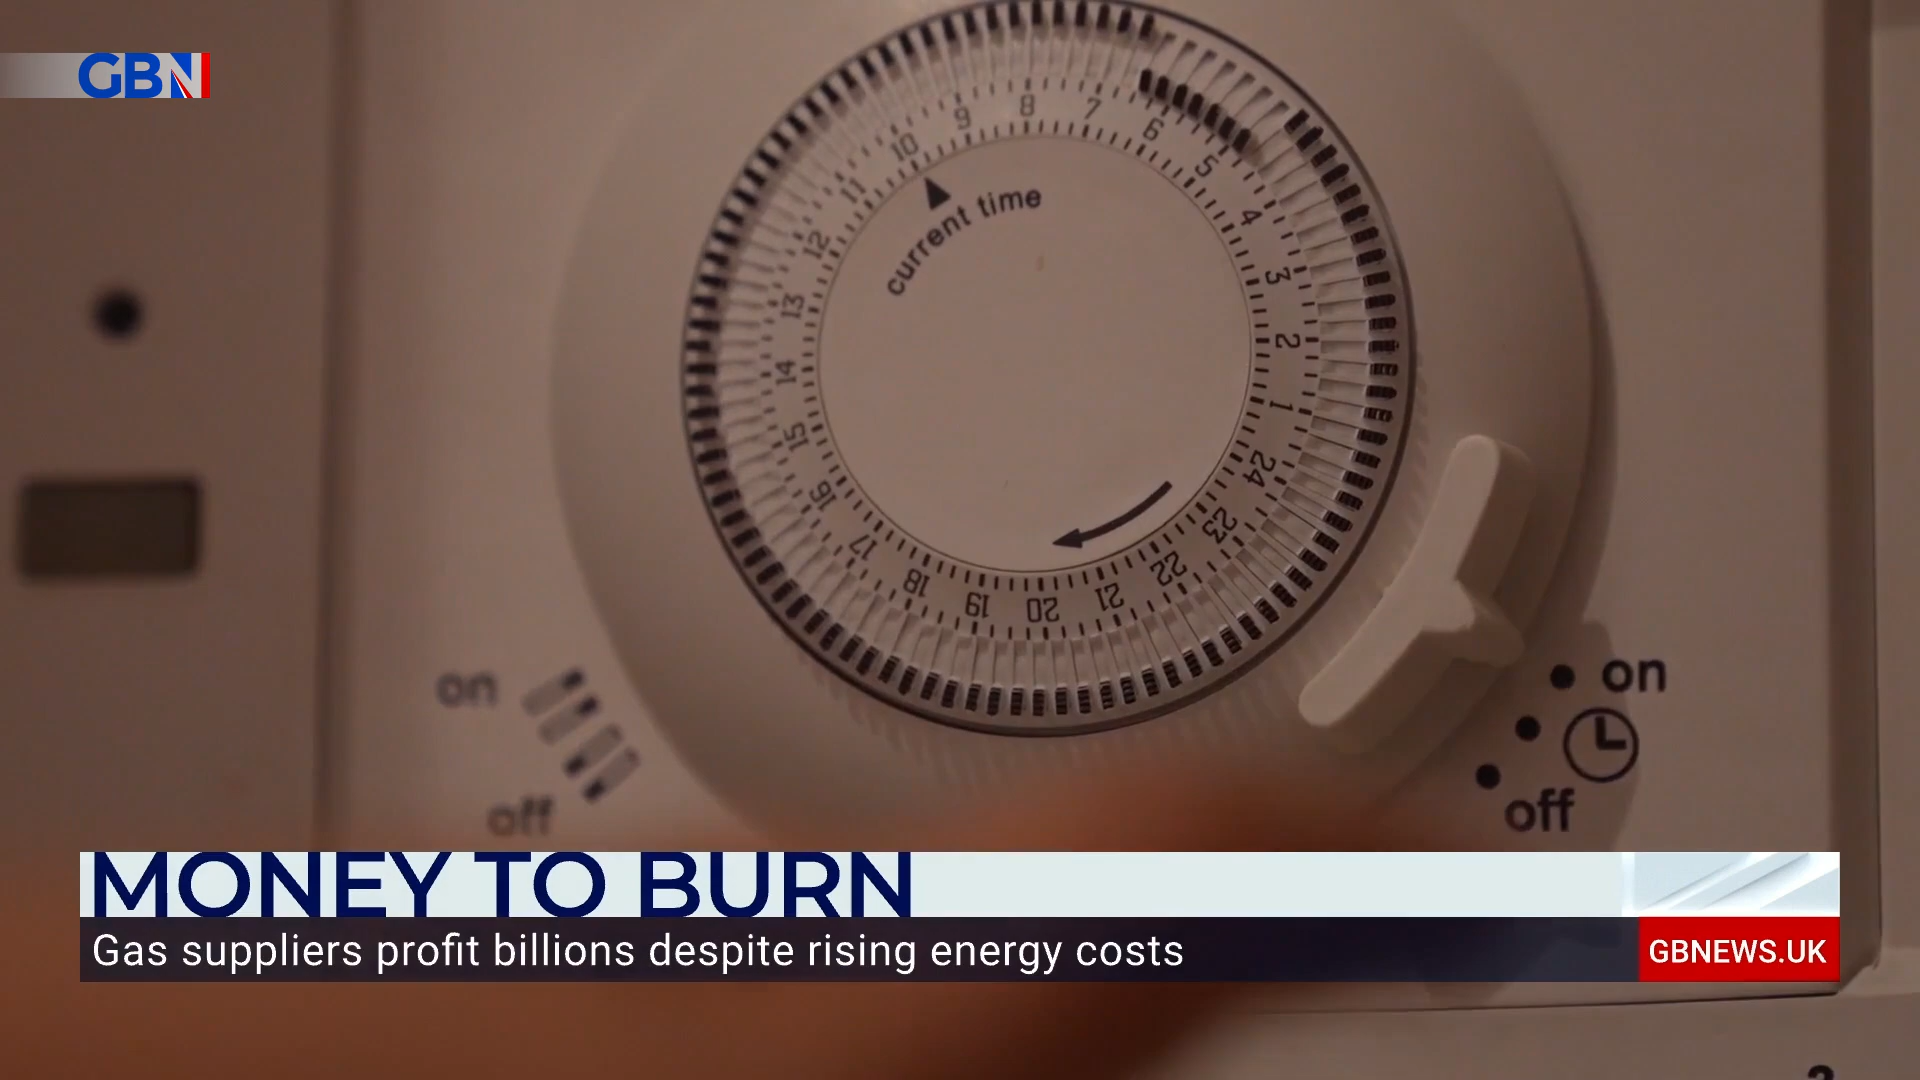 GBN
8
9
7
10
6
11
5
12
4
13
3
14
2
15
1
16
24
17
23
18
22
19
20
21
current time
on
off
on
off
MONEY TO BURN
Gas suppliers profit billions despite rising energy costs
GBNEWS.UK